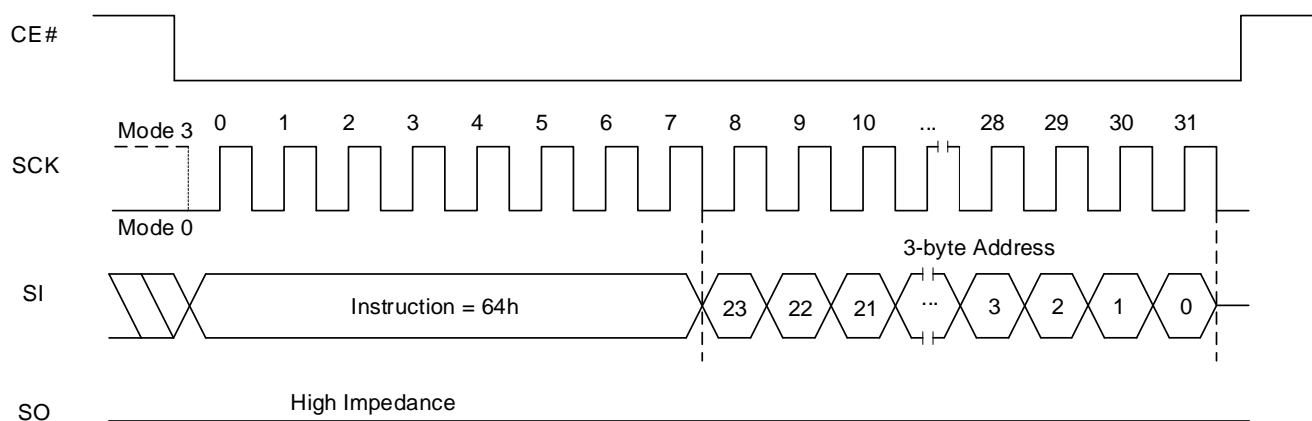 CE#
Mode 3 0 1 2 3 4 5 6 7 8 9 10 ... 28 29 30 31
SCK
Mode 0
3-byte Address
SI Instruction = 64h 23 22 21 ... 3 2 1 0
High Impedance
SO